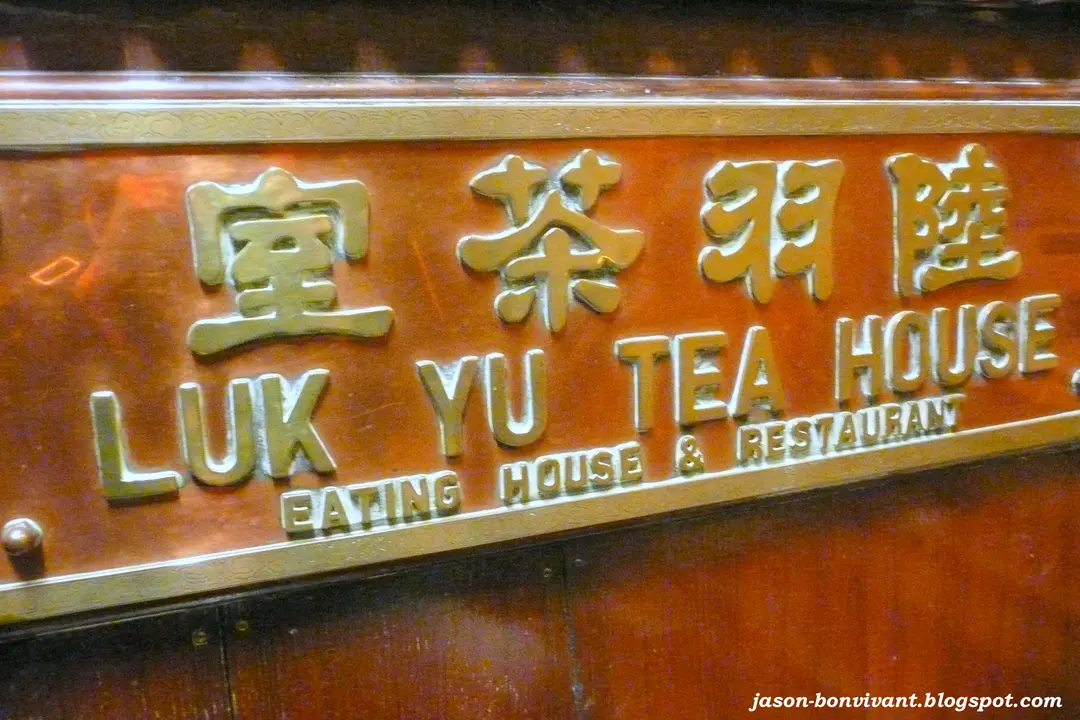 陸羽茶室
LUK YU TEA HOUSE
EATING HOUSE & RESTAURANT
jason-bonvivant.blogspot.com